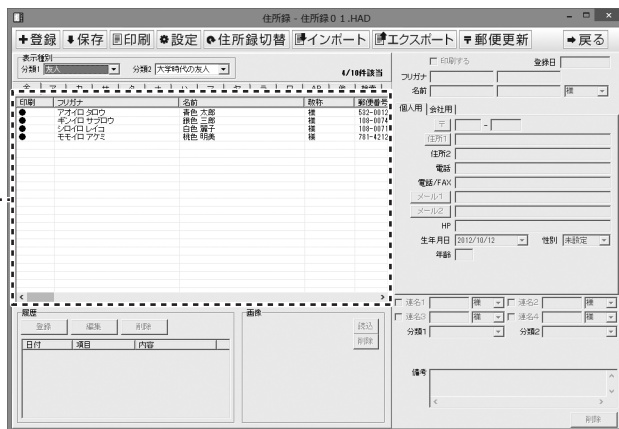 住所録 - 住所録０１.HAD
登録 保存 印刷 設定 住所録切替 インポート エクスポート 郵便更新 戻る
表示種別
分類1 友人 分類2 大学時代の友人 4/10件該当
印刷 フリガナ 名前 敬称 郵便番号
● アオイロ タロウ 青色 太郎 様 532-0012
● ギンイロ サブロウ 銀色 三郎 様 108-0074
● シロイロ レイコ 白色 麗子 様 108-0071
● モモイロ アケミ 桃色 明美 様 781-4212
履歴
登録 編集 削除
日付 項目 内容
画像
読込
削除
印刷する 登録日
フリガナ
名前 様
個人用 会社用
〒 -
住所1
住所2
電話
電話/FAX
メール1
メール2
HP
生年月日 2012/10/12 性別 未設定
年齢
連名1 様 連名2 様
連名3 様 連名4 様
分類1 分類2
備考
削除